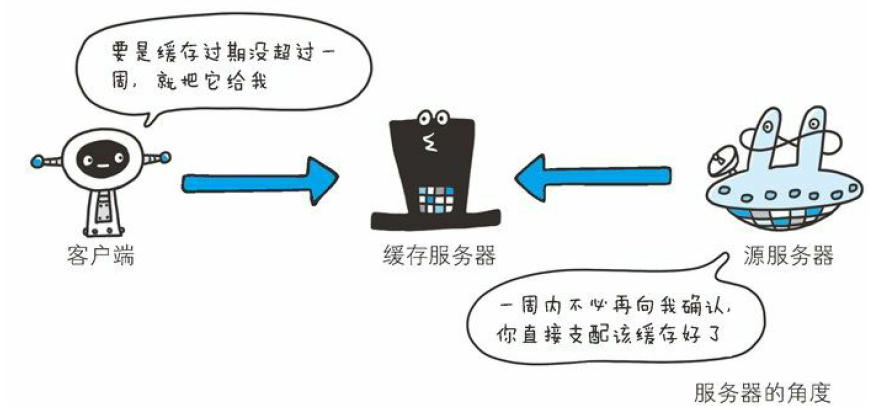 要是缓存过期没超过一
周，就把它给我
客户端
缓存服务器
源服务器
一周内不必再向我确认，
你直接支配该缓存好了
服务器的角度